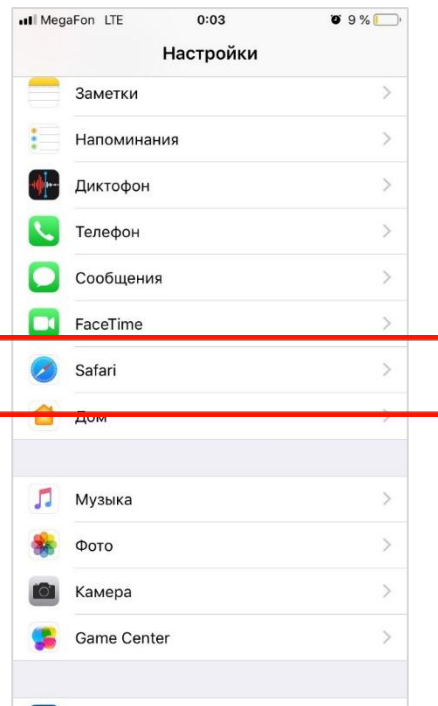 MegaFon LTE 0:03 9 %
Настройки
Заметки
Напоминания
Диктофон
Телефон
Сообщения
FaceTime
Safari
Дом
Музыка
Фото
Камера
Game Center